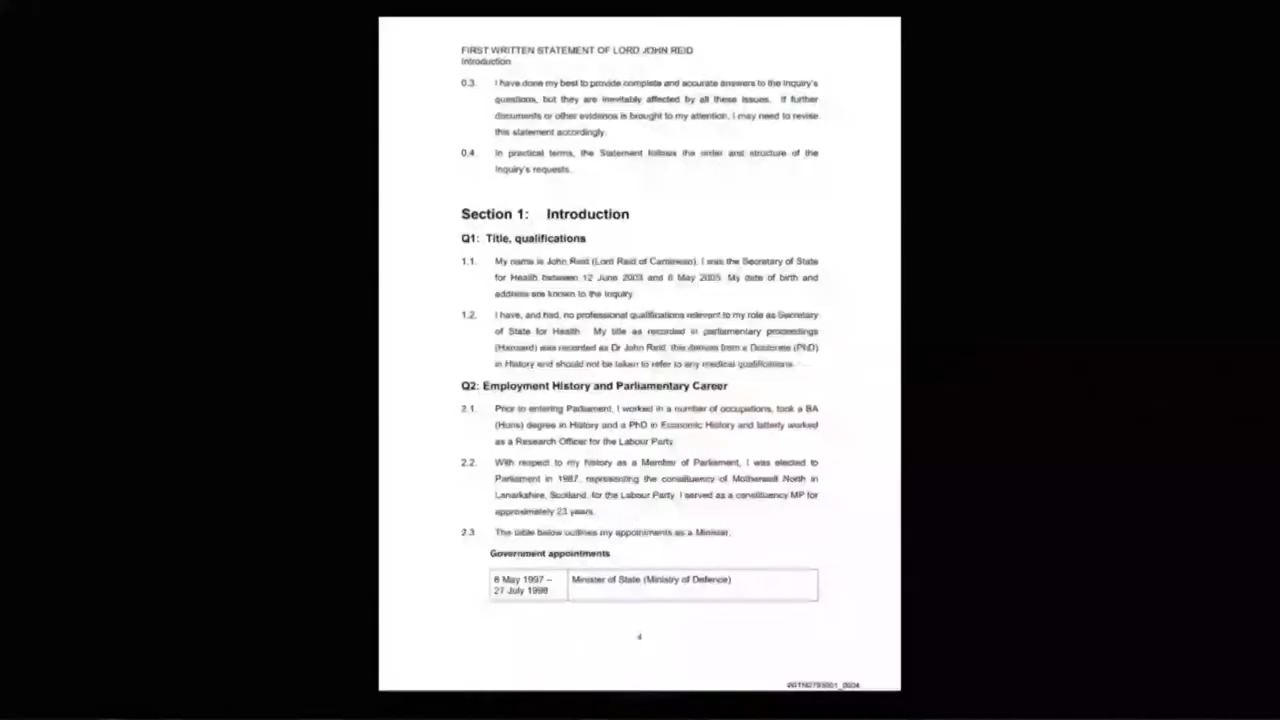 FIRST WRITTEN STATEMENT OF LORD JOHN REID
Introduction
0.3. I have done my best to provide complete and accurate answers to the Inquiry's
questions, but they are inevitably affected by all these issues. If further
documents or other evidence is brought to my attention, I may need to revise
this statement accordingly.
0.4. In practical terms, the Statement follows the order and structure of the
Inquiry's requests.
Section 1: Introduction
Q1: Title, qualifications
1.1. My name is John Reid (Lord Reid of Cardowan). I was the Secretary of State
for Health between 12 June 2003 and 6 May 2005. My date of birth and
address are known to the Inquiry.
1.2. I have, and had, no professional qualifications relevant to my role as Secretary
of State for Health. My title as recorded in parliamentary proceedings
(Hansard) was recorded as Dr John Reid, this derives from a Doctorate (PhD)
in History and should not be taken to refer to any medical qualifications.
Q2: Employment History and Parliamentary Career
2.1. Prior to entering Parliament, I worked in a number of occupations, took a BA
(Hons) degree in History and a PhD in Economic History and latterly worked
as a Research Officer for the Labour Party.
2.2. With respect to my history as a Member of Parliament, I was elected to
Parliament in 1987, representing the constituency of Motherwell North in
Lanarkshire, Scotland, for the Labour Party. I served as a constituency MP for
approximately 23 years.
2.3 The table below outlines my appointments as a Minister.
Government appointments
6 May 1997 – Minister of State (Ministry of Defence)
27 July 1998
4